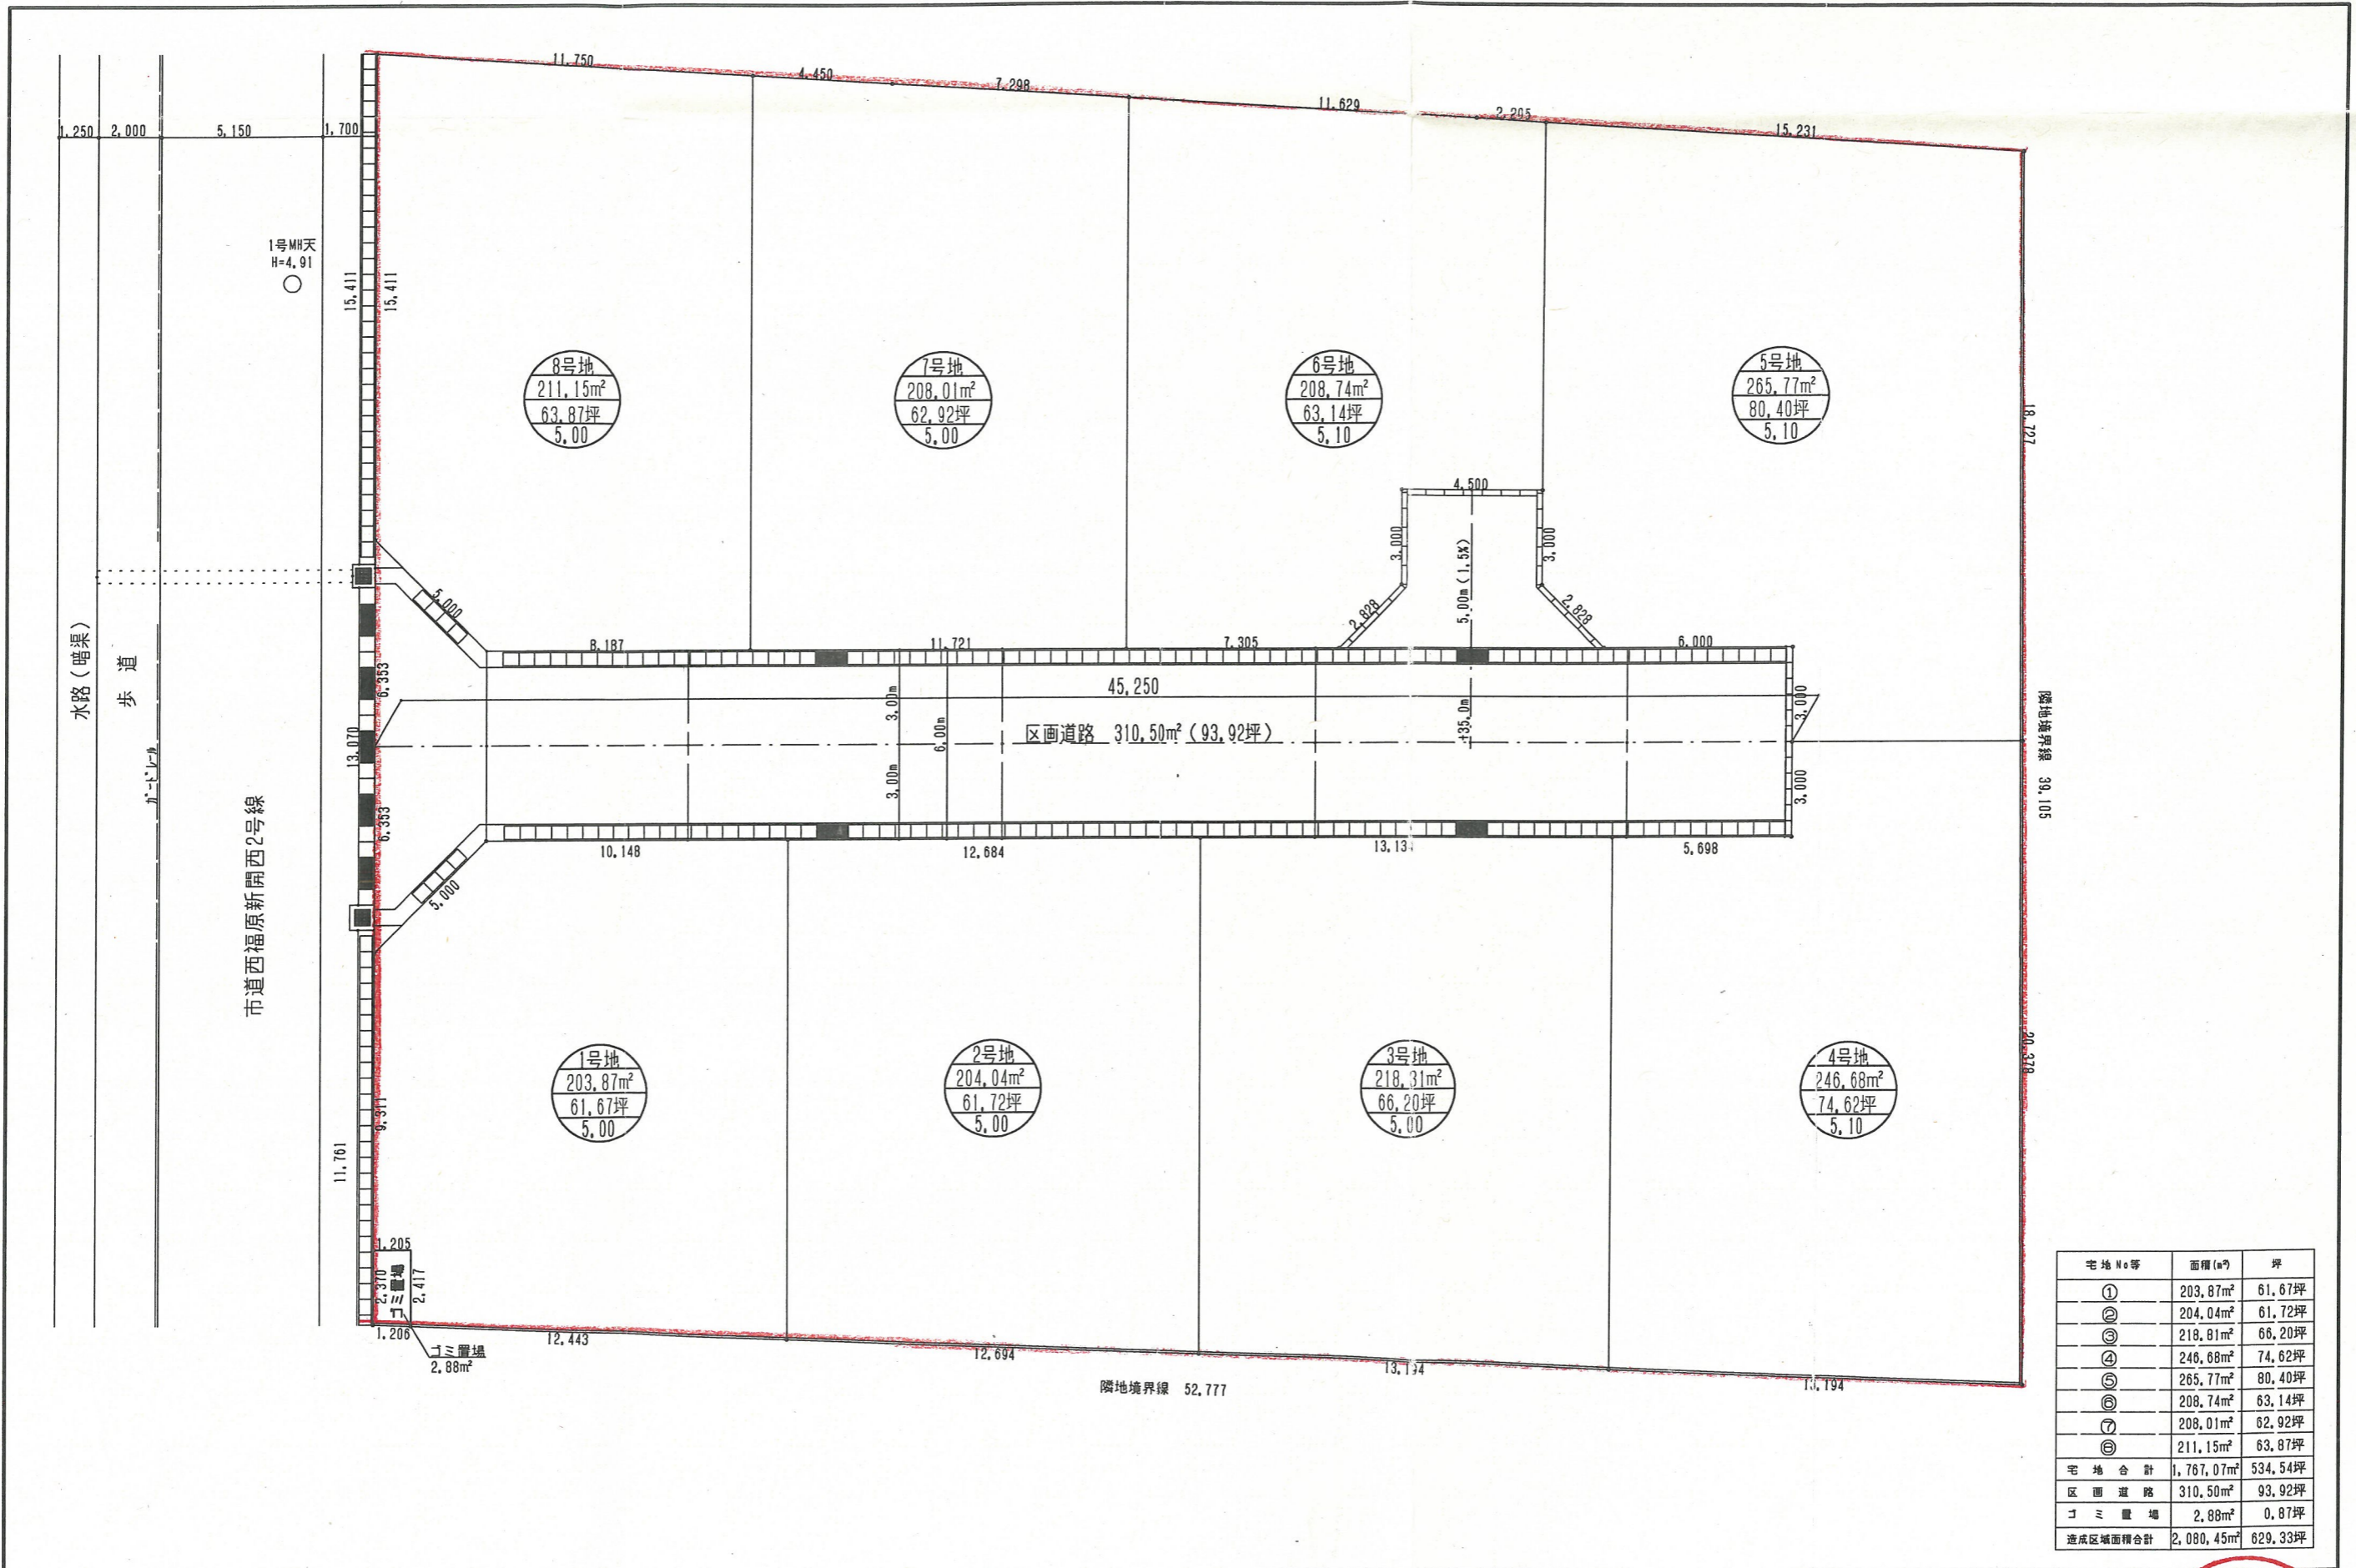 11.750
4.450
7.298
11.629
2.205
15.231
1.250
2.000
5.150
1.700
1号MH天
H=4.91
15.411
15.411
8号地
211.15m²
63.87坪
5.00
7号地
208.01m²
62.92坪
5.00
6号地
208.74m²
63.14坪
5.10
5号地
265.77m²
80.40坪
5.10
18.727
4.500
3.000
3.000
5.00m(1.5%)
2.828
2.828
5.000
8.187
11.721
7.305
6.000
水路(暗渠)
歩道
ガードレール
市道西福原新開西2号線
6.353
13.070
6.353
3.00m
6.00m
3.00m
45.250
区画道路 310.50m²(93.92坪)
+35.0m
3.000
3.000
隣地境界線 39.105
5.000
10.148
12.684
5.698
1号地
203.87m²
61.67坪
5.00
2号地
204.04m²
61.72坪
5.00
3号地
218.81m²
66.20坪
5.00
4号地
246.68m²
74.62坪
5.10
20.378
9.311
11.761
1.205
2.370
ゴミ置場
2.417
1.206
ゴミ置場
2.88m²
12.443
12.694
13.194
13.194
隣地境界線 52.777
宅地No等 面積(m²) 坪
① 203.87m² 61.67坪
② 204.04m² 61.72坪
③ 218.81m² 66.20坪
④ 246.68m² 74.62坪
⑤ 265.77m² 80.40坪
⑥ 208.74m² 63.14坪
⑦ 208.01m² 62.92坪
⑧ 211.15m² 63.87坪
宅地合計 1,767.07m² 534.54坪
区画道路 310.50m² 93.92坪
ゴミ置場 2.88m² 0.87坪
造成区域面積合計 2,080.45m² 629.33坪